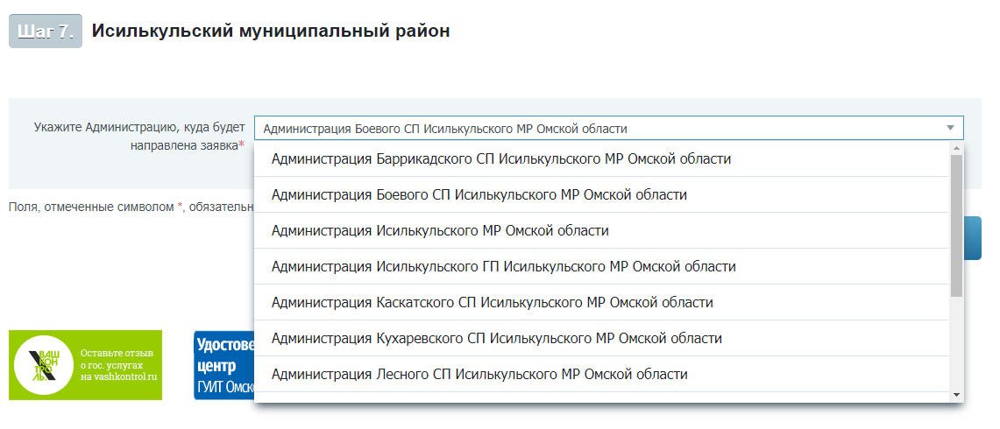 Шаг 7. Исилькульский муниципальный район
Укажите Администрацию, куда будет
направлена заявка*
Администрация Боевого СП Исилькульского МР Омской области
Администрация Баррикадского СП Исилькульского МР Омской области
Администрация Боевого СП Исилькульского МР Омской области
Администрация Исилькульского МР Омской области
Администрация Исилькульского ГП Исилькульского МР Омской области
Администрация Каскатского СП Исилькульского МР Омской области
Администрация Кухаревского СП Исилькульского МР Омской области
Администрация Лесного СП Исилькульского МР Омской области
Поля, отмеченные символом *, обязательн
ВАШ
КОН
ТРО
ЛЬ.
Оставьте отзыв
о гос. услугах
на vashkontrol.ru
Удостове
центр
ГУИТ Омско